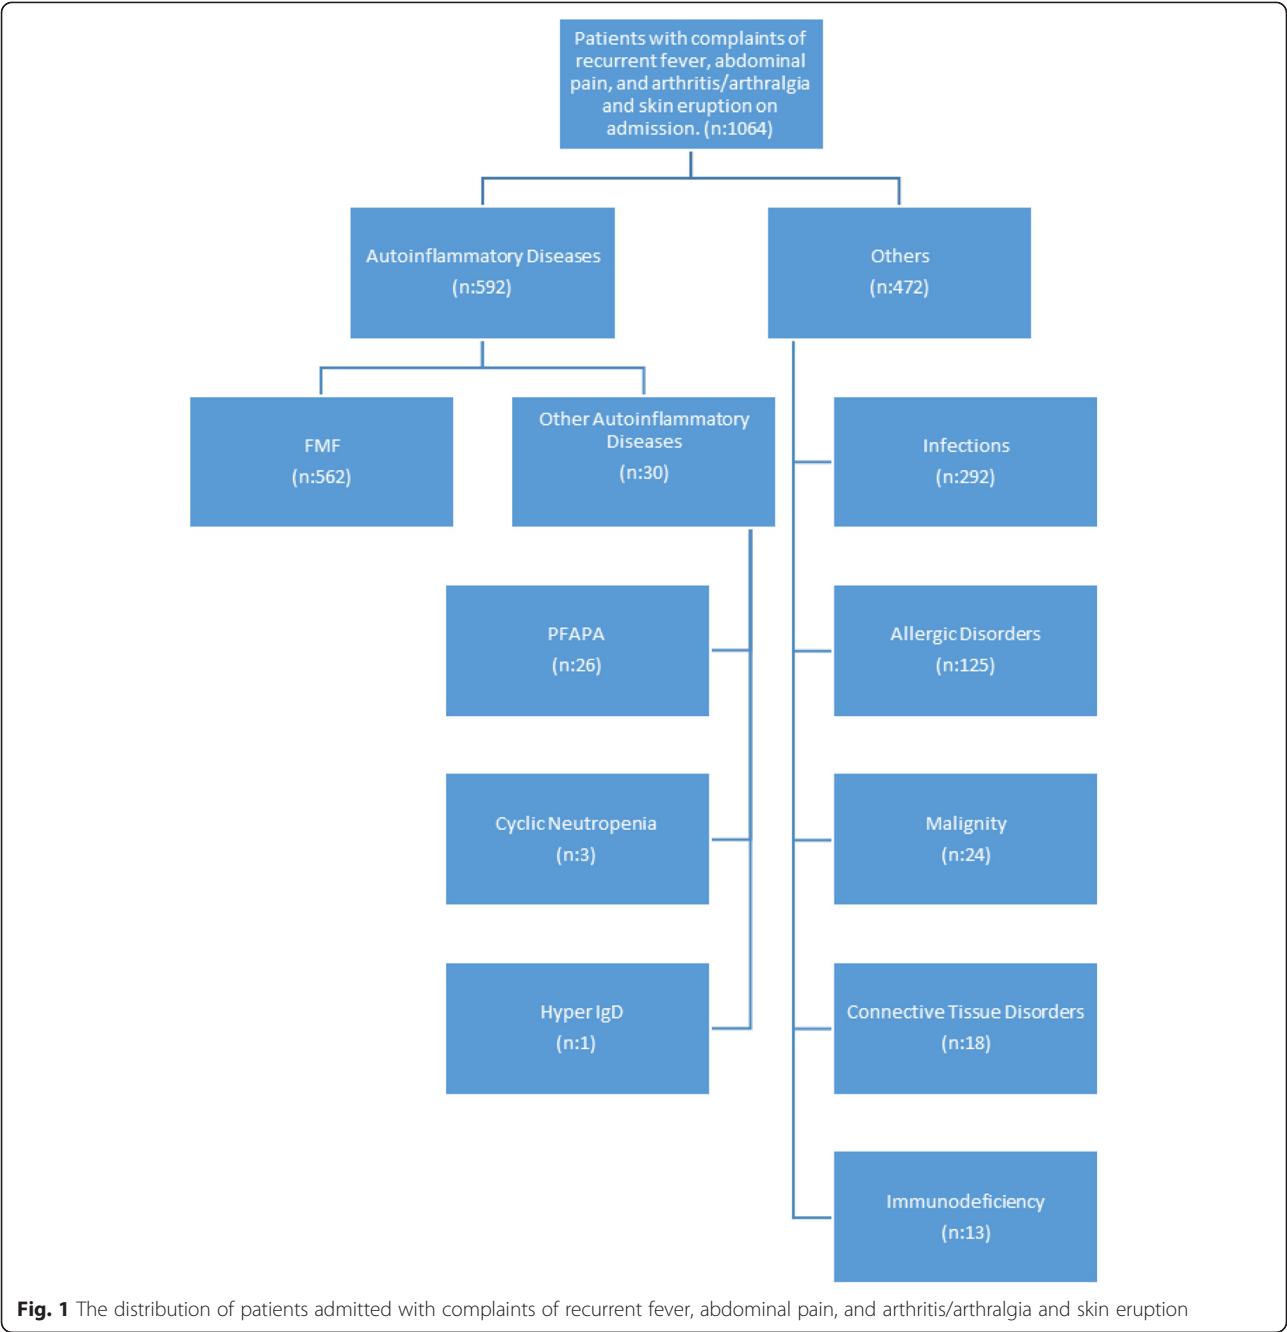 Patients with complaints of
recurrent fever, abdominal
pain, and arthritis/arthralgia
and skin eruption on
admission. (n:1064)
Autoinflammatory Diseases
(n:592)
Others
(n:472)
FMF
(n:562)
Other Autoinflammatory
Diseases
(n:30)
Infections
(n:292)
PFAPA
(n:26)
Allergic Disorders
(n:125)
Cyclic Neutropenia
(n:3)
Malignity
(n:24)
Hyper IgD
(n:1)
Connective Tissue Disorders
(n:18)
Immunodeficiency
(n:13)
Fig. 1 The distribution of patients admitted with complaints of recurrent fever, abdominal pain, and arthritis/arthralgia and skin eruption